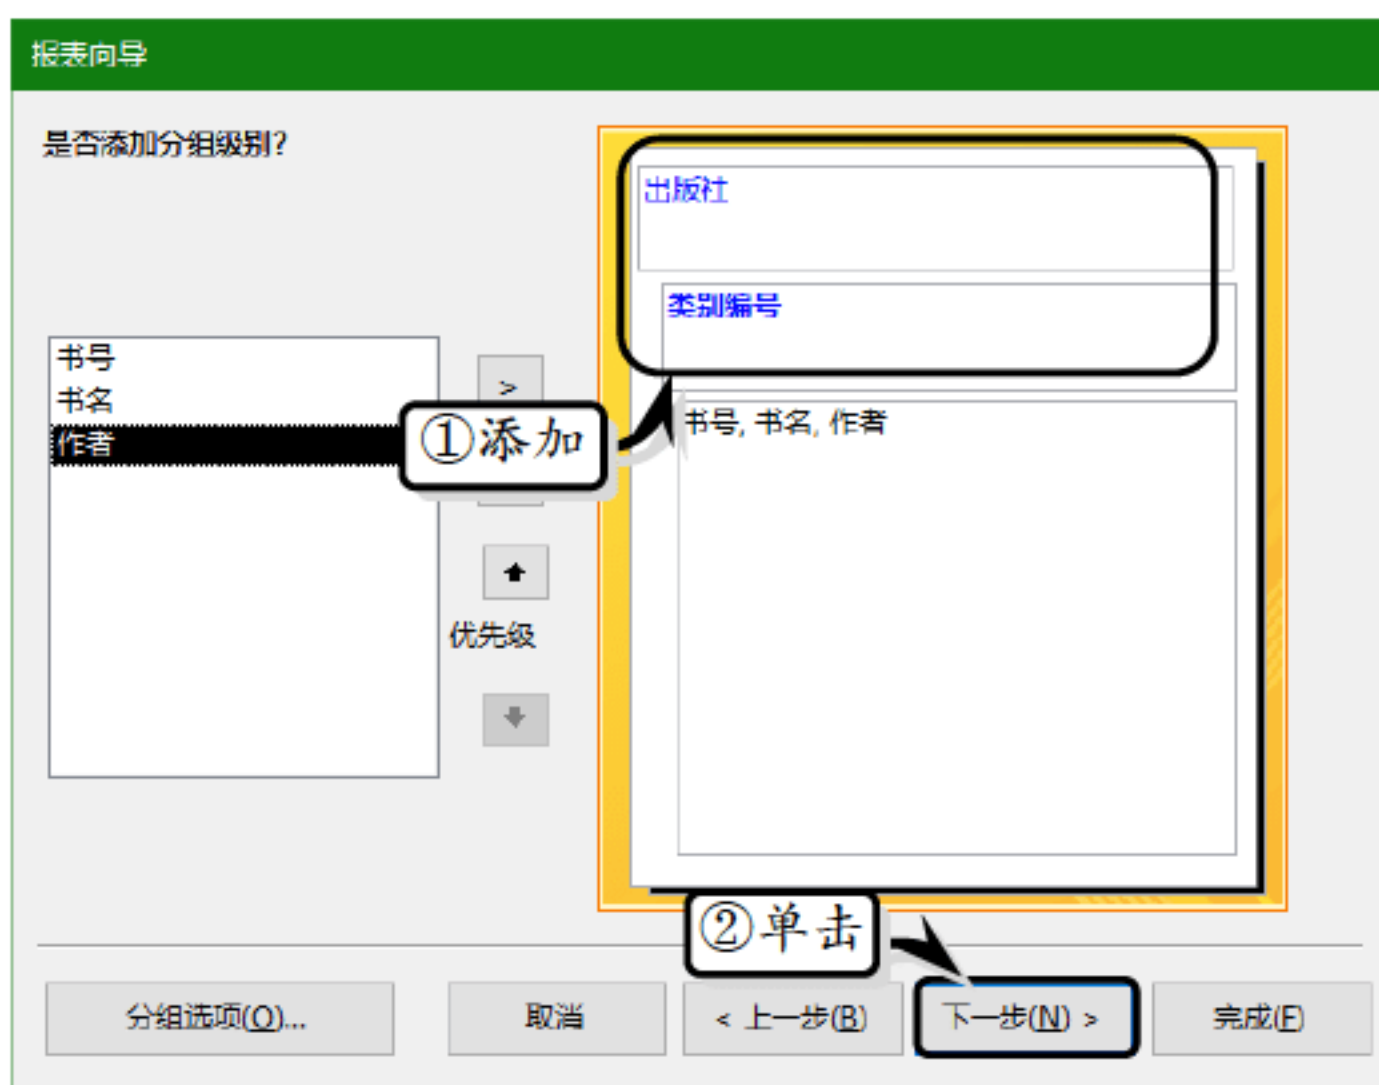 报表向导
是否添加分组级别?
出版社
类别编号
书号
书名
作者
>
①添加
书号, 书名, 作者
优先级
②单击
分组选项(O)...
取消
< 上一步(B)
下一步(N) >
完成(F)